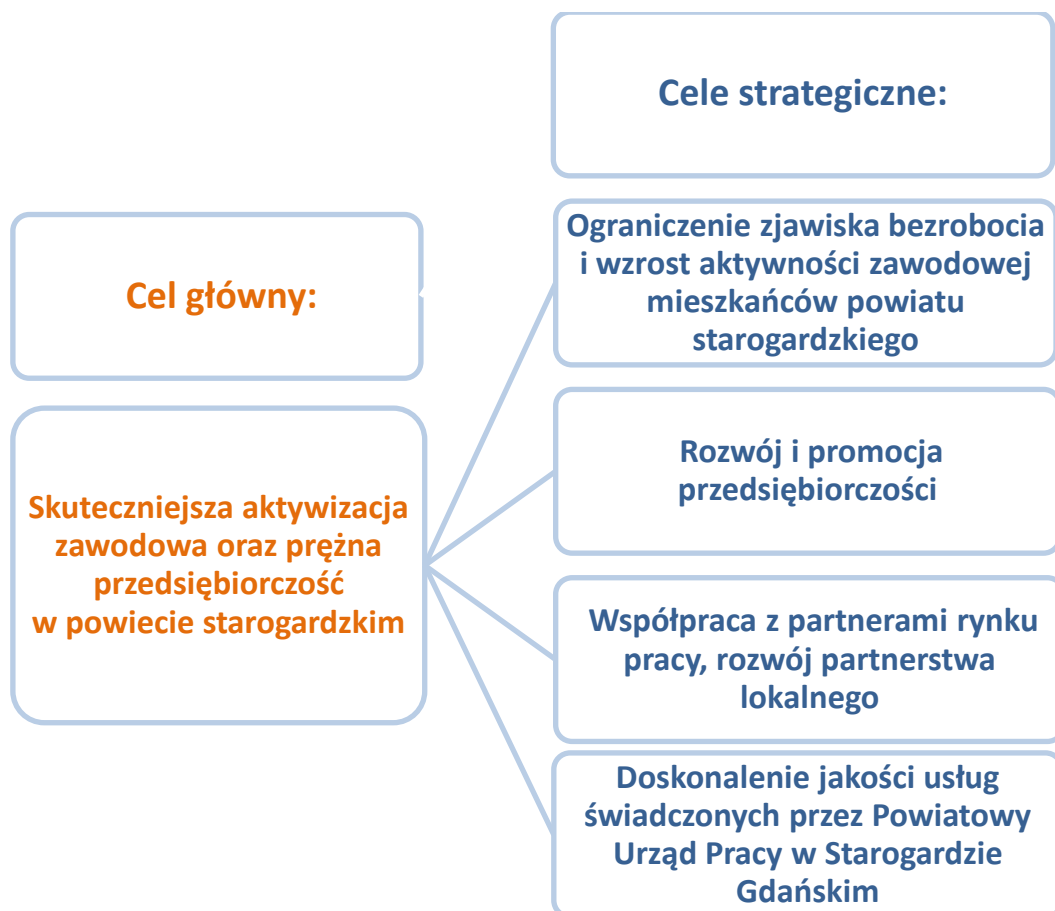 Cel główny:
Skuteczniejsza aktywizacja
zawodowa oraz prężna
przedsiębiorczość
w powiecie starogardzkim
Cele strategiczne:
Ograniczenie zjawiska bezrobocia
i wzrost aktywności zawodowej
mieszkańców powiatu
starogardzkiego
Rozwój i promocja
przedsiębiorczości
Współpraca z partnerami rynku
pracy, rozwój partnerstwa
lokalnego
Doskonalenie jakości usług
świadczonych przez Powiatowy
Urząd Pracy w Starogardzie
Gdańskim